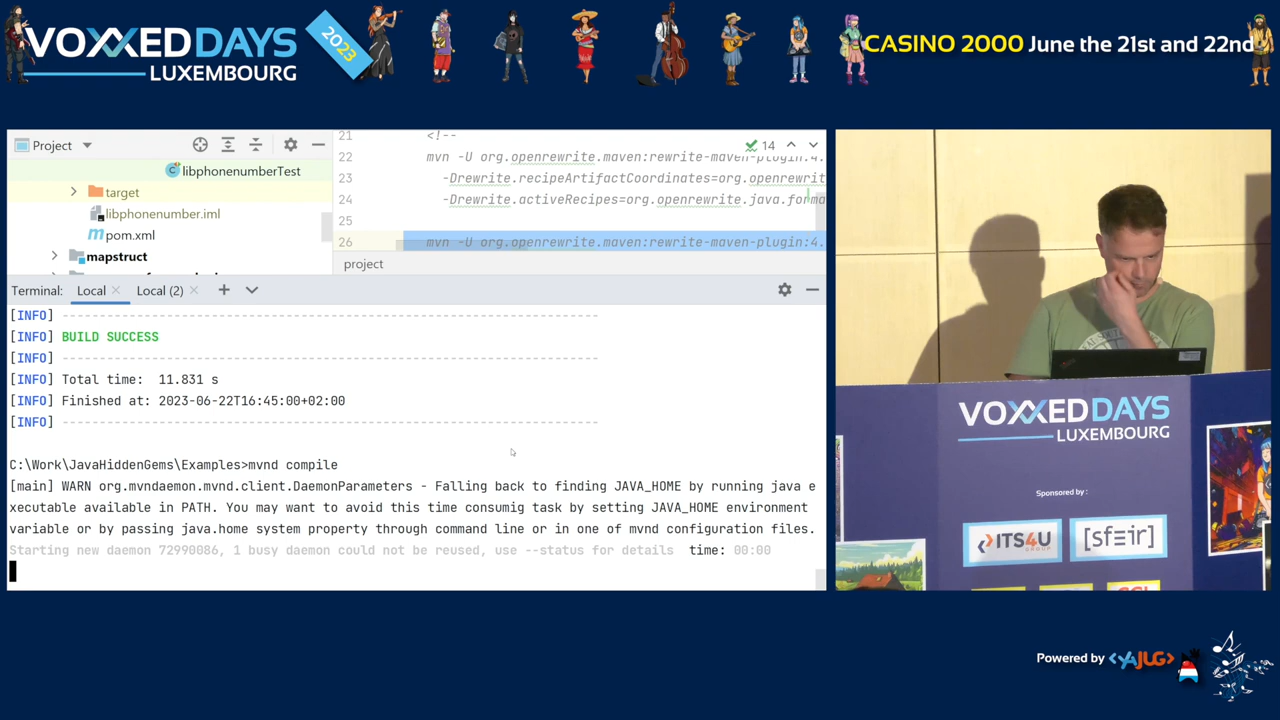 VOXXEDDAYS
LUXEMBOURG
2023
CASINO 2000 June the 21st and 22nd
Project
libphonenumberTest
target
libphonenumber.iml
pom.xml
mapstruct
21 <!--
22 mvn -U org.openrewrite.maven:rewrite-maven-plugin:4.
23 -Drewrite.recipeArtifactCoordinates=org.openrewrit
24 -Drewrite.activeRecipes=org.openrewrite.java.forma
25
26 mvn -U org.openrewrite.maven:rewrite-maven-plugin:4.
14
project
Terminal: Local Local (2)
[INFO] ------------------------------------------------------------------------
[INFO] BUILD SUCCESS
[INFO] ------------------------------------------------------------------------
[INFO] Total time:  11.831 s
[INFO] Finished at: 2023-06-22T16:45:00+02:00
[INFO] ------------------------------------------------------------------------
C:\Work\JavaHiddenGems\Examples>mvnd compile
[main] WARN org.mvndaemon.mvnd.client.DaemonParameters - Falling back to finding JAVA_HOME by running java e
xecutable available in PATH. You may want to avoid this time consumig task by setting JAVA_HOME environment
variable or by passing java.home system property through command line or in one of mvnd configuration files.
Starting new daemon 72990086, 1 busy daemon could not be reused, use --status for details  time: 00:00
VOXXEDDAYS
LUXEMBOURG
Sponsored by :
ITS4U
GROUP
[sfeir]
Powered by <YAJUG>